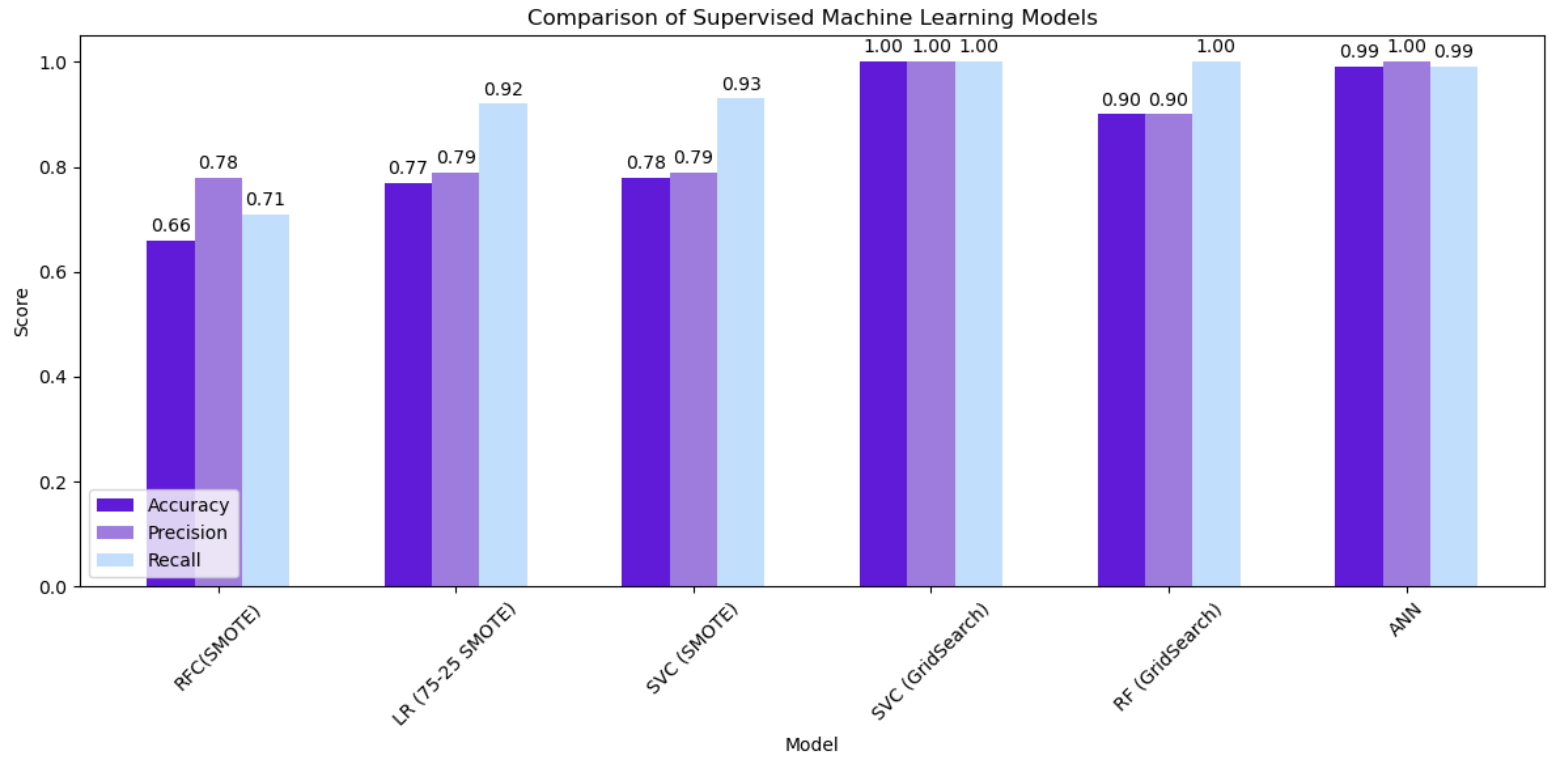 Comparison of Supervised Machine Learning Models
1.00 1.00 1.00 1.00 0.99 1.00 0.99
1.0
0.92 0.93 0.90 0.90
0.8
0.78 0.77 0.79 0.78 0.79
0.71
0.66
0.6
Score
0.4
0.2
Accuracy
Precision
Recall
0.0
RFC(SMOTE)
LR (75-25 SMOTE)
SVC (SMOTE)
SVC (GridSearch)
RF (GridSearch)
ANN
Model